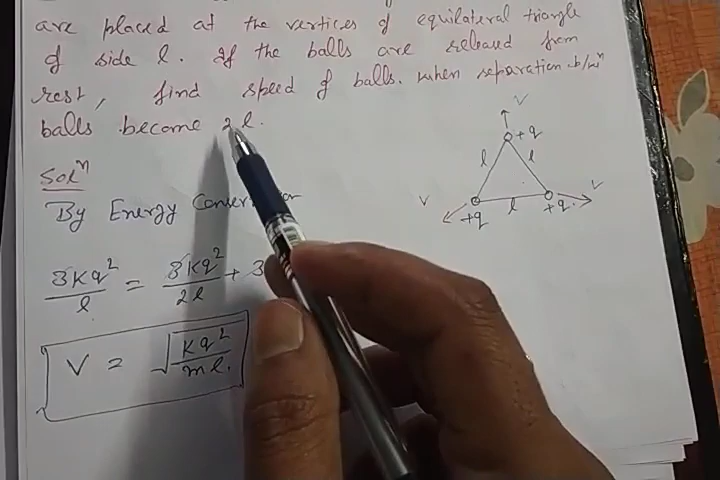 are placed at the vertices of equilateral triangle
of side l. If the balls are released from
rest, find speed of balls. when separation b/wⁿ
balls become 2l.
Solⁿ
By Energy
3Kq²/l = 3Kq²/2l + 3
V = √(Kq²/ml.)
V
+q
l
l
V
V
l
+q
+q.